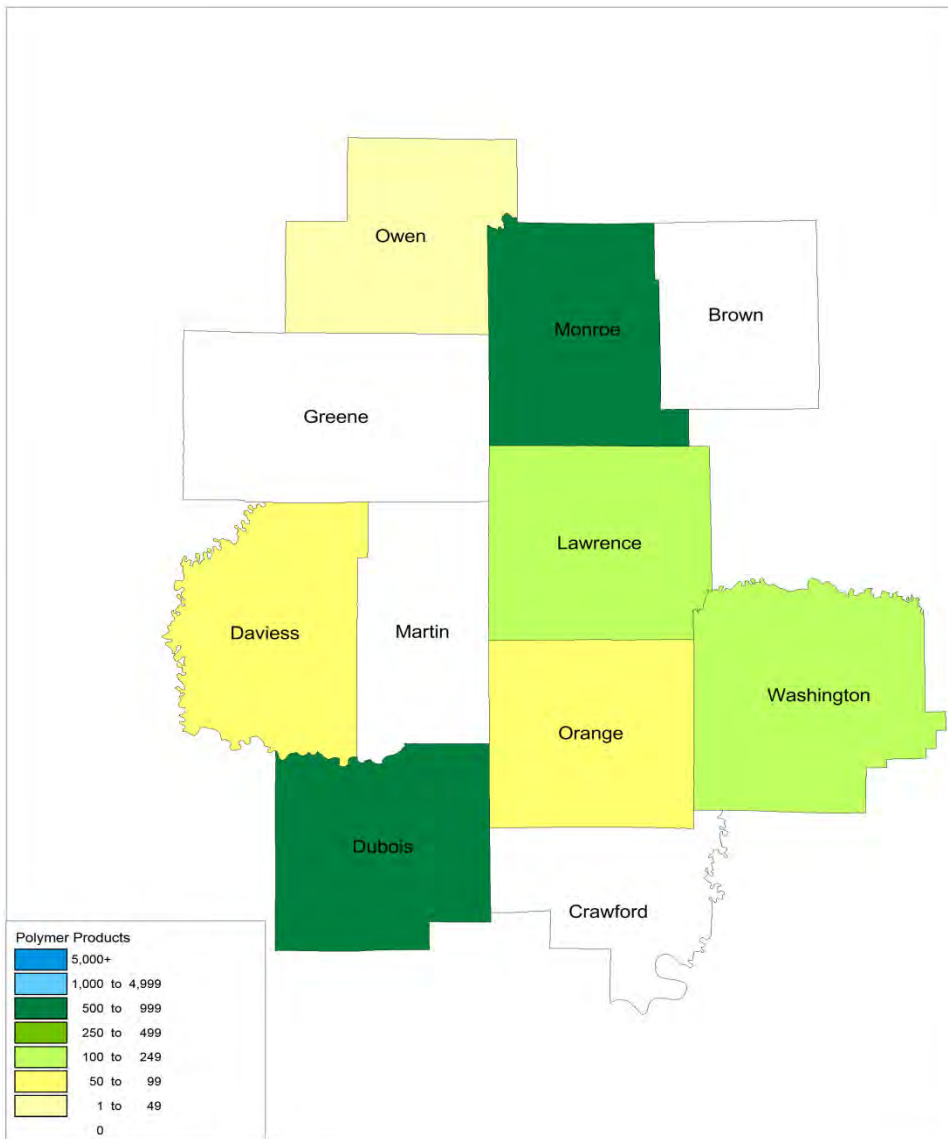 Owen
Brown
Monroe
Greene
Lawrence
Daviess
Martin
Washington
Orange
Dubois
Crawford
Polymer Products
5,000+
1,000 to 4,999
500 to 999
250 to 499
100 to 249
50 to 99
1 to 49
0